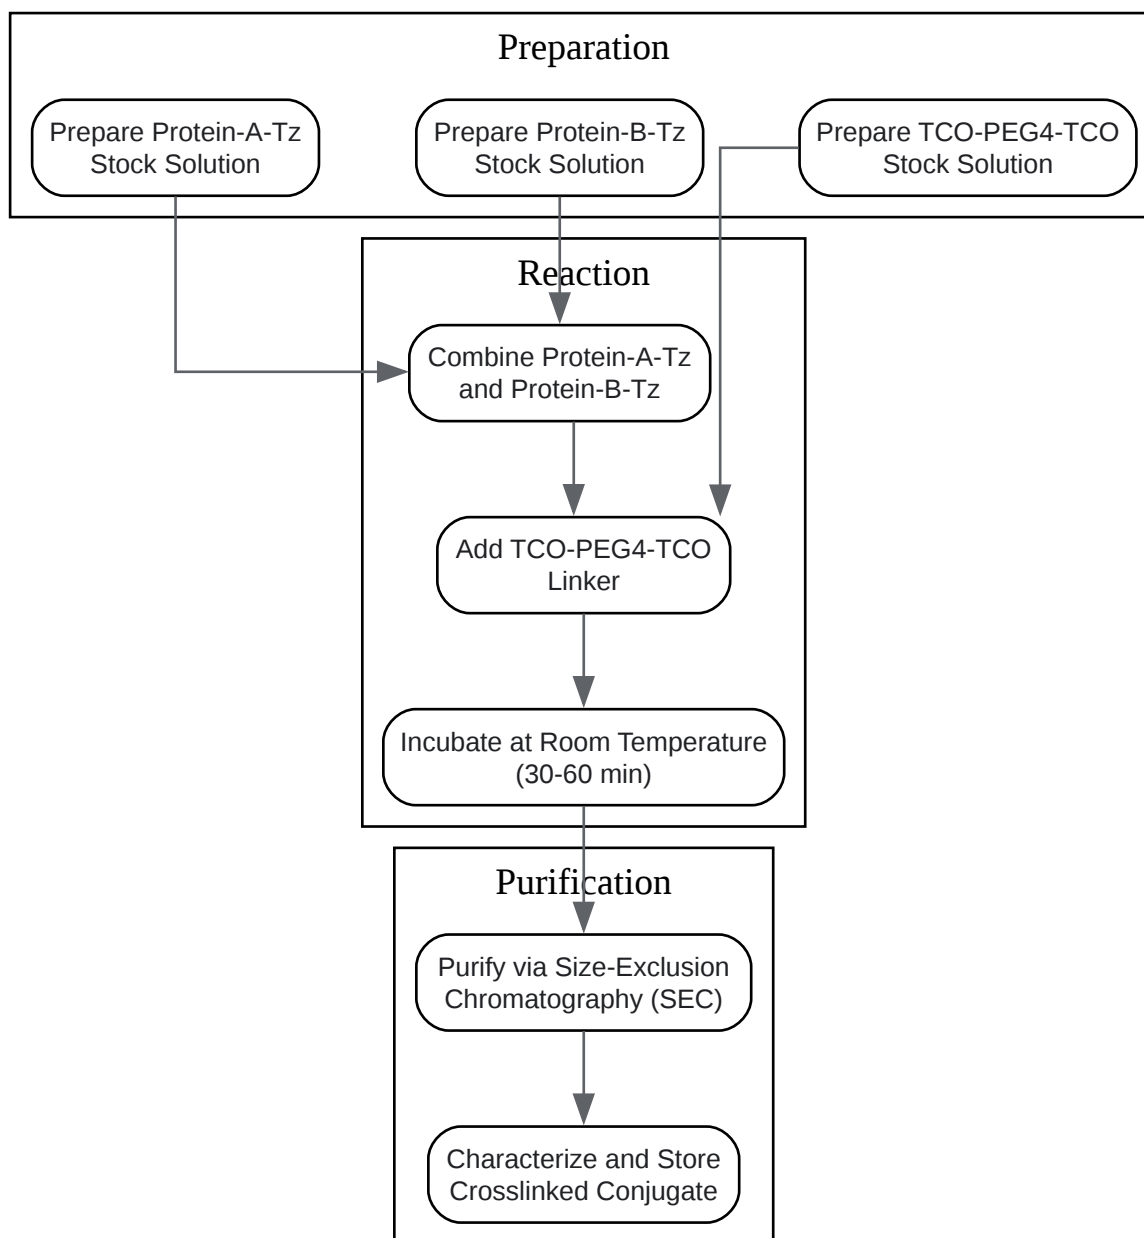 Preparation
Prepare Protein-A-Tz
Stock Solution
Prepare Protein-B-Tz
Stock Solution
Prepare TCO-PEG4-TCO
Stock Solution
Reaction
Combine Protein-A-Tz
and Protein-B-Tz
Add TCO-PEG4-TCO
Linker
Incubate at Room Temperature
(30-60 min)
Purification
Purify via Size-Exclusion
Chromatography (SEC)
Characterize and Store
Crosslinked Conjugate